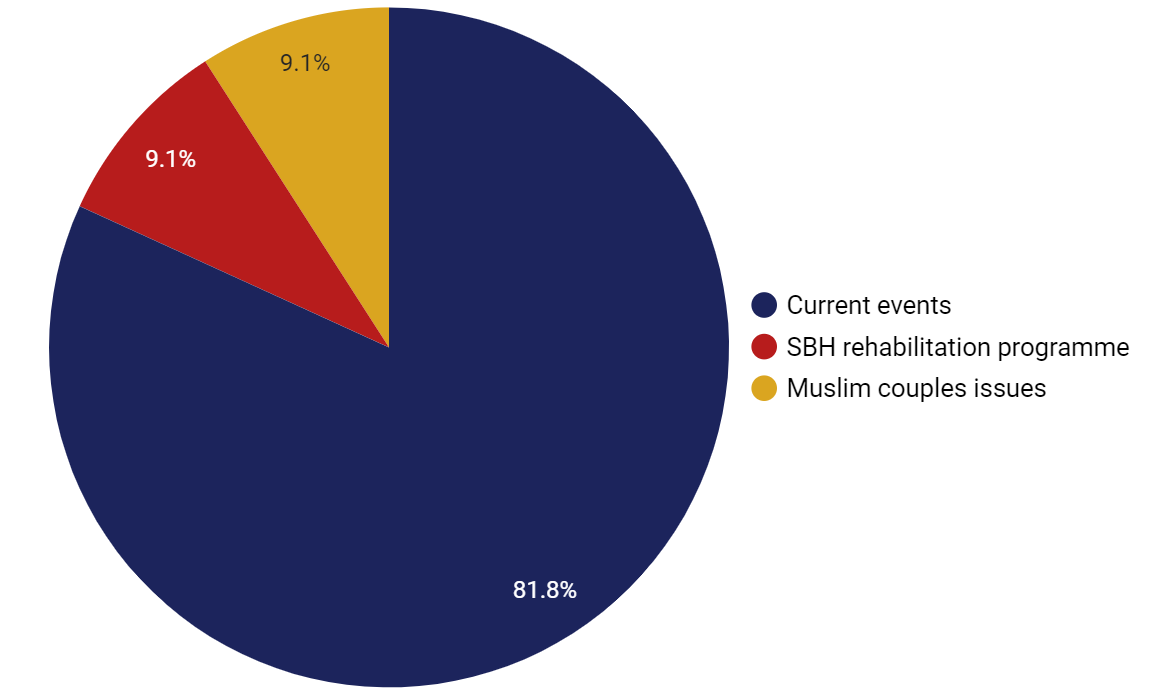 9.1%
9.1%
Current events
SBH rehabilitation programme
Muslim couples issues
81.8%